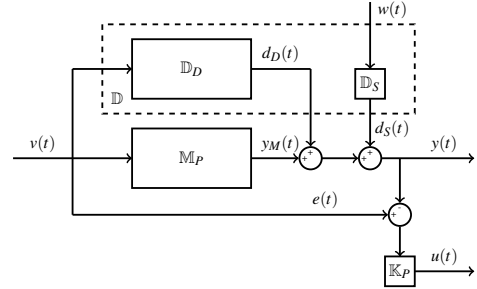 w(t)
d_D(t)
𝔻_D
𝔻_S
𝔻
d_S(t)
v(t)
y_M(t)
y(t)
𝕄_P
+
+
+
+
e(t)
-
+
u(t)
𝕂_P